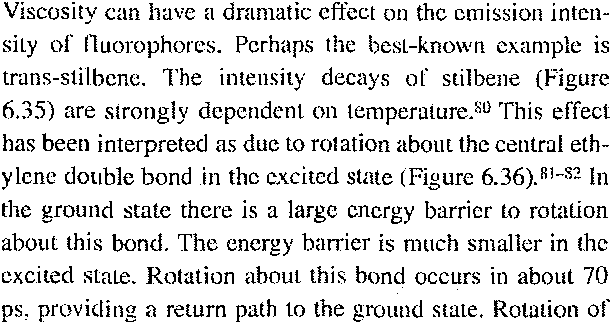 Viscosity can have a dramatic effect on the emission inten-
sity of fluorophores. Perhaps the best-known example is
trans-stilbene. The intensity decays of stilbene (Figure
6.35) are strongly dependent on temperature.⁸⁰ This effect
has been interpreted as due to rotation about the central eth-
ylene double bond in the excited state (Figure 6.36).⁸¹⁻⁸² In
the ground state there is a large energy barrier to rotation
about this bond. The energy barrier is much smaller in the
excited state. Rotation about this bond occurs in about 70
ps, providing a return path to the ground state. Rotation of